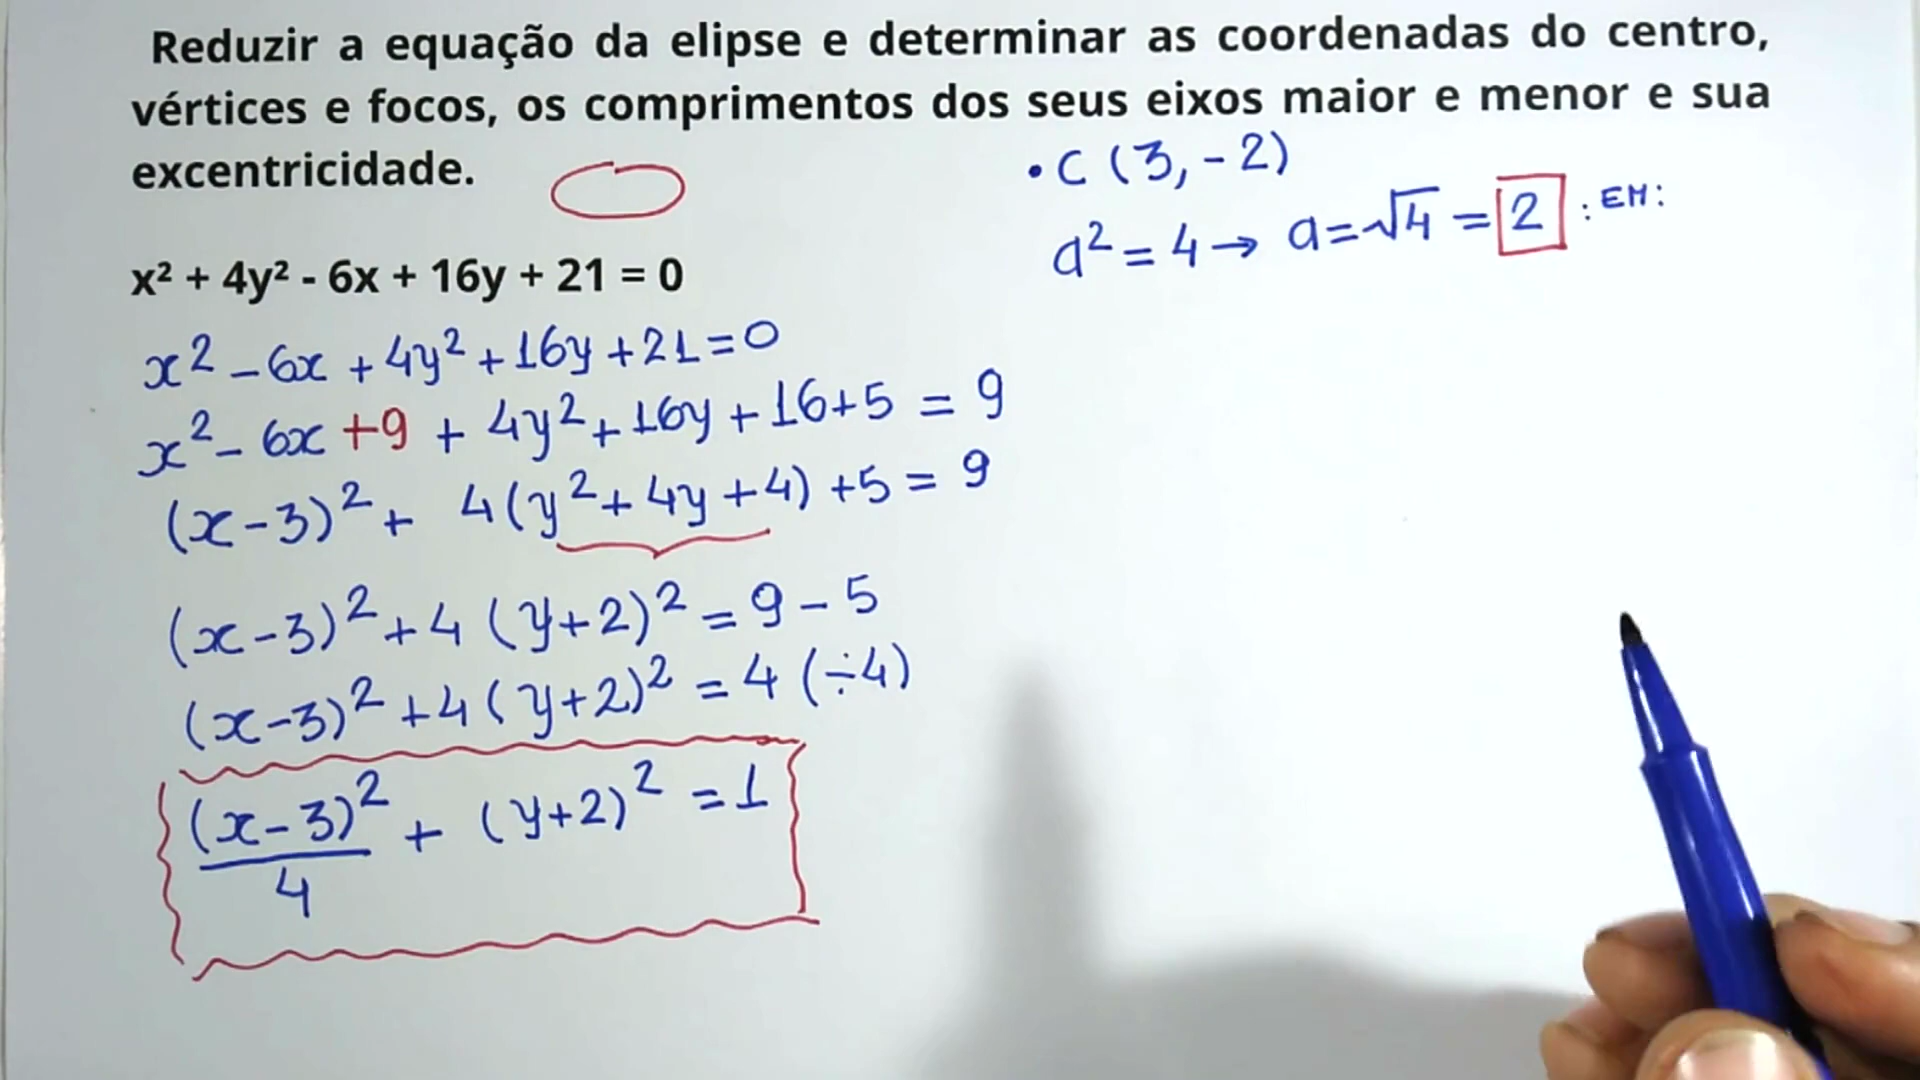 Reduzir a equação da elipse e determinar as coordenadas do centro,
vértices e focos, os comprimentos dos seus eixos maior e menor e sua
excentricidade.
x² + 4y² - 6x + 16y + 21 = 0
x² - 6x + 4y² + 16y + 21 = 0
x² - 6x + 9 + 4y² + 16y + 16 + 5 = 9
(x - 3)² + 4(y² + 4y + 4) + 5 = 9
(x - 3)² + 4 (y + 2)² = 9 - 5
(x - 3)² + 4 (y + 2)² = 4 (÷4)
(x - 3)²/4 + (y + 2)² = 1
• C (3, -2)
a² = 4 → a = √4 = 2 : EM: